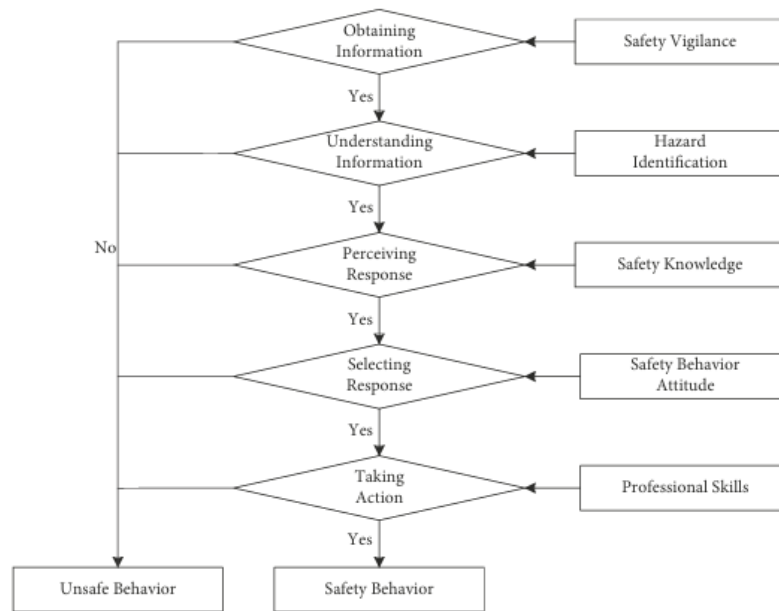 Obtaining
Information
Safety Vigilance
Yes
Understanding
Information
Hazard
Identification
Yes
No
Perceiving
Response
Safety Knowledge
Yes
Selecting
Response
Safety Behavior
Attitude
Yes
Taking
Action
Professional Skills
Yes
Unsafe Behavior
Safety Behavior